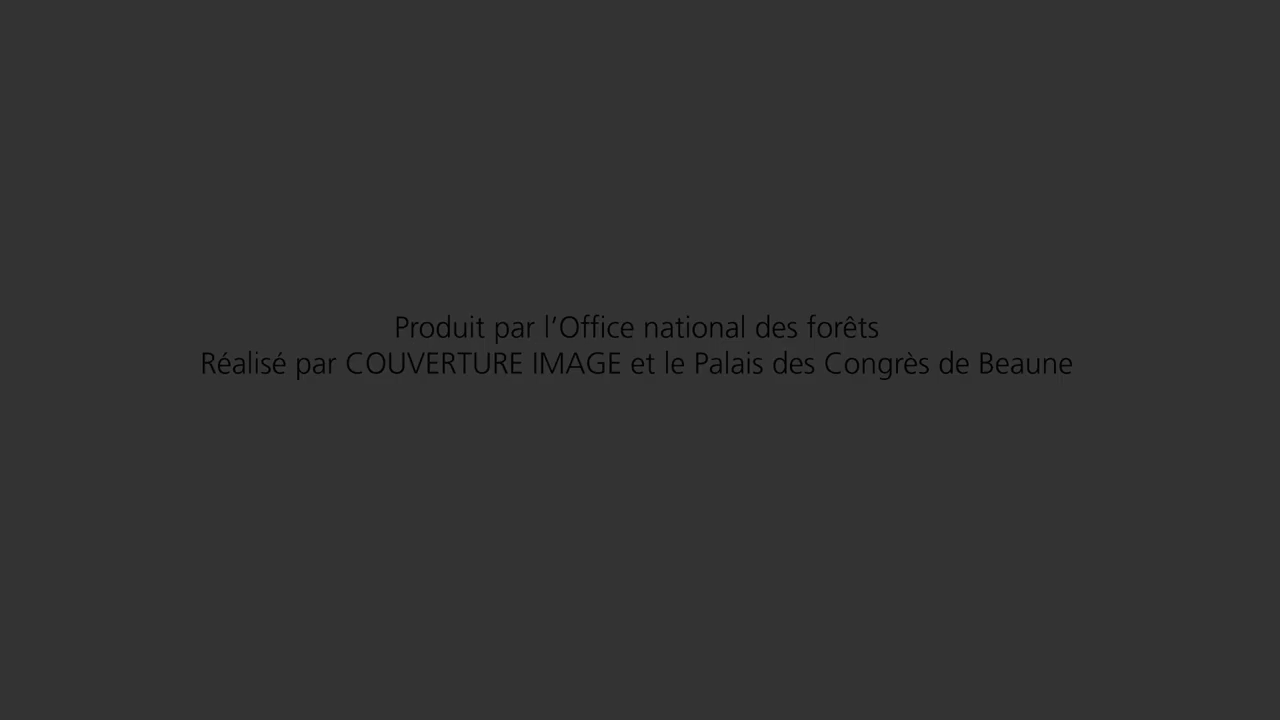 Produit par l’Office national des forêts
Réalisé par COUVERTURE IMAGE et le Palais des Congrès de Beaune